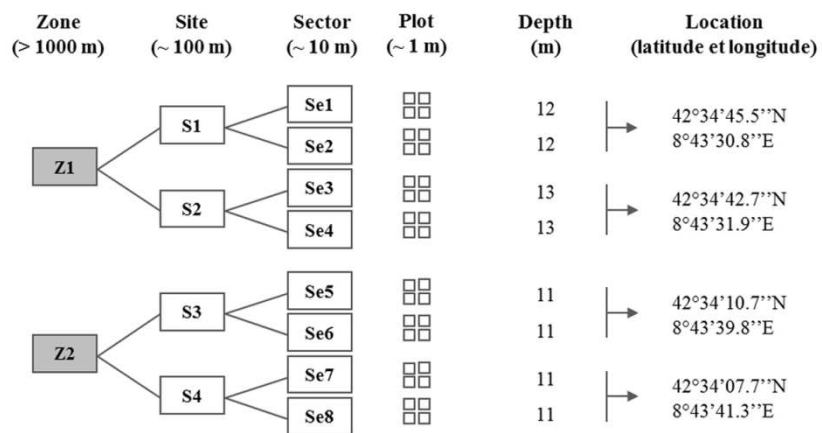 Zone Site Sector Plot Depth Location
(> 1000 m) (~ 100 m) (~ 10 m) (~ 1 m) (m) (latitude et longitude)
Se1 12
S1 42°34’45.5’’N
Se2 12 8°43’30.8’’E
Z1
Se3 13
S2 42°34’42.7’’N
Se4 13 8°43’31.9’’E
Se5 11
S3 42°34’10.7’’N
Se6 11 8°43’39.8’’E
Z2
Se7 11
S4 42°34’07.7’’N
Se8 11 8°43’41.3’’E